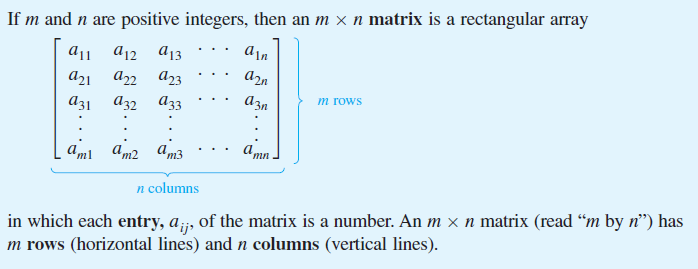 If m and n are positive integers, then an m × n matrix is a rectangular array
a11 a12 a13 · · · a1n
a21 a22 a23 · · · a2n
a31 a32 a33 · · · a3n
m rows
⋮ ⋮ ⋮ ⋮
am1 am2 am3 · · · amn
n columns
in which each entry, aij, of the matrix is a number. An m × n matrix (read “m by n”) has
m rows (horizontal lines) and n columns (vertical lines).